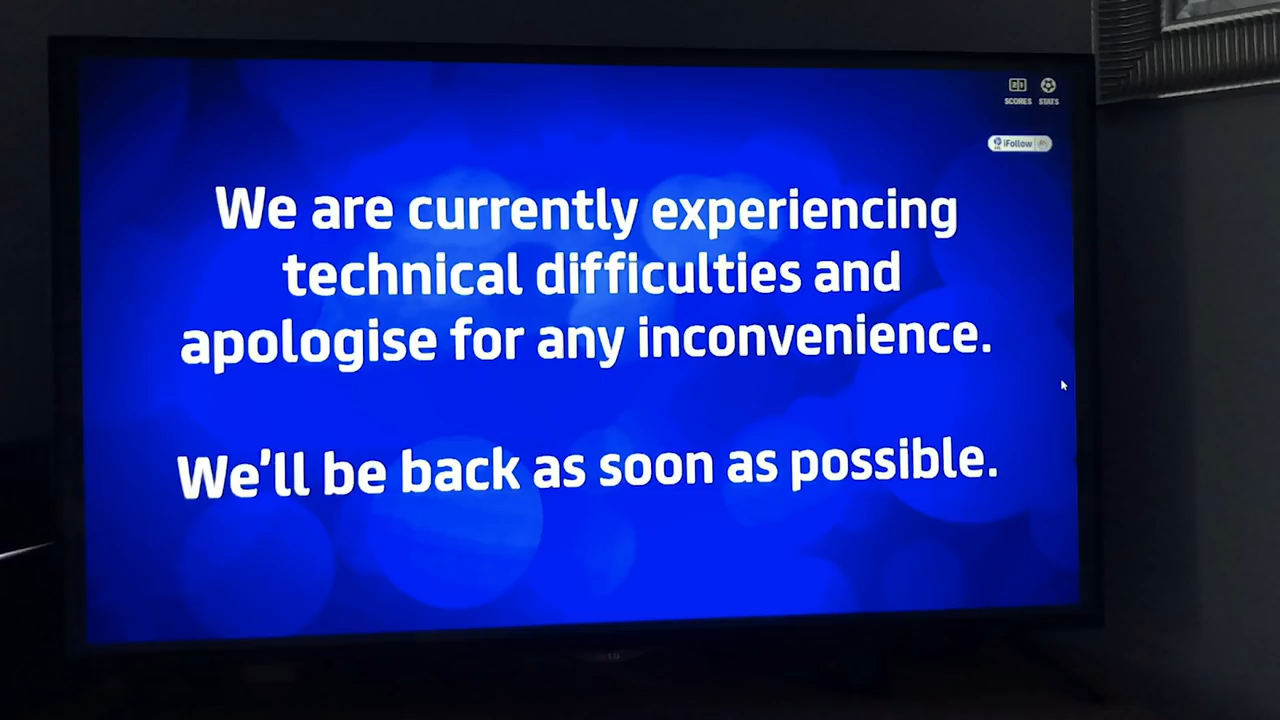 SCORES STATS
iFollow
We are currently experiencing
technical difficulties and
apologise for any inconvenience.
We'll be back as soon as possible.
LG